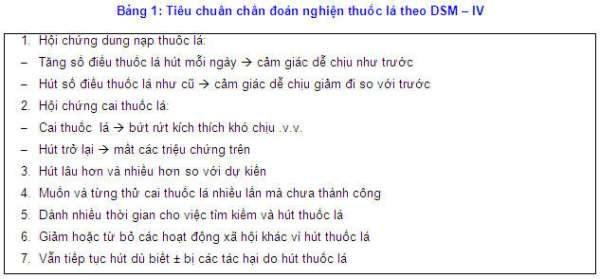 Bảng 1: Tiêu chuẩn chẩn đoán nghiện thuốc lá theo DSM – IV
1. Hội chứng dung nạp thuốc lá:
– Tăng số điếu thuốc lá hút mỗi ngày → cảm giác dễ chịu như trước
– Hút số điếu thuốc lá như cũ → cảm giác dễ chịu giảm đi so với trước
2. Hội chứng cai thuốc lá:
– Cai thuốc lá → bứt rứt kích thích khó chịu .v.v.
– Hút trở lại → mất các triệu chứng trên
3. Hút lâu hơn và nhiều hơn so với dự kiến
4. Muốn và từng thử cai thuốc lá nhiều lần mà chưa thành công
5. Dành nhiều thời gian cho việc tìm kiếm và hút thuốc lá
6. Giảm hoặc từ bỏ các hoạt động xã hội khác vì hút thuốc lá
7. Vẫn tiếp tục hút dù biết ± bị các tác hại do hút thuốc lá